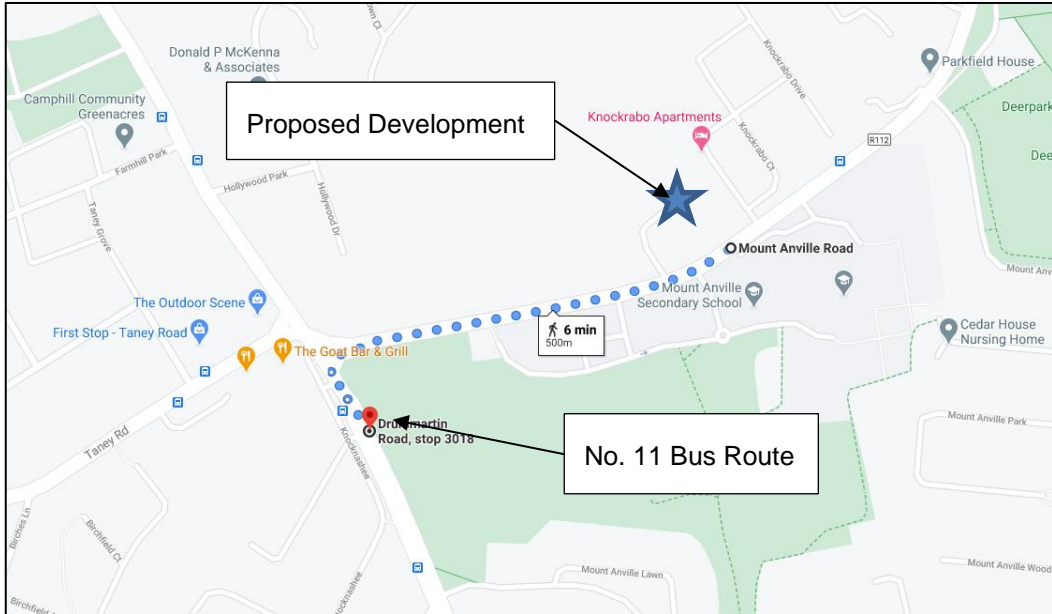 Donald P McKenna
& Associates
Camphill Community
Greenacres
Farmhill Park
Taney Grove
Hollywood Park
Hollywood Dr
Proposed Development
Knockrabo Apartments
Knockrabo Drive
Knockrabo Ct
R112
Parkfield House
Deerpark
Mount Anville Road
Mount Anville
Secondary School
6 min
500m
The Outdoor Scene
First Stop - Taney Road
The Goat Bar & Grill
Taney Rd
Road, stop 3018
Knocknashee
No. 11 Bus Route
Cedar House
Nursing Home
Mount Anville Park
Birches Ln
Birchfield Ct
Knocknashee
Mount Anville Lawn
Mount Anville Wood